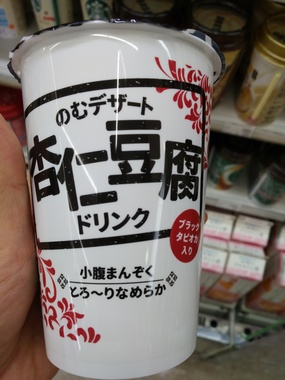 のむデザート
杏仁豆腐
ドリンク
ブラック
タピオカ
入り
小腹まんぞく
とろ〜りなめらか